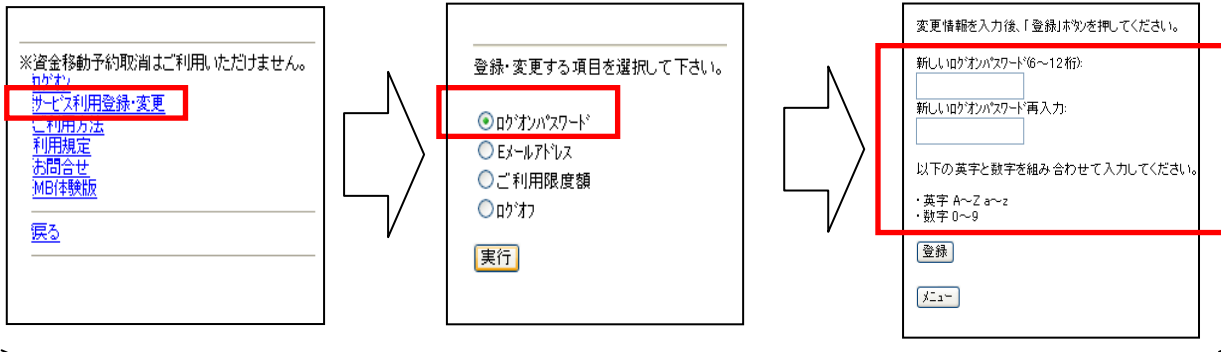 ※資金移動予約取消はご利用いただけません。
ﾛｸﾞｵﾝ
ｻｰﾋﾞｽ利用登録・変更
ご利用方法
利用規定
お問合せ
MB体験版
戻る
登録・変更する項目を選択して下さい。
ﾛｸﾞｵﾝﾊﾟｽﾜｰﾄﾞ
Eﾒｰﾙｱﾄﾞﾚｽ
ご利用限度額
ﾛｸﾞｵﾌ
実行
変更情報を入力後、「登録」ﾎﾞﾀﾝを押してください。
新しいﾛｸﾞｵﾝﾊﾟｽﾜｰﾄﾞ(6～12桁):
新しいﾛｸﾞｵﾝﾊﾟｽﾜｰﾄﾞ再入力:
以下の英字と数字を組み合わせて入力してください。
・英字 A～Z a～z
・数字 0～9
登録
ﾒﾆｭｰ